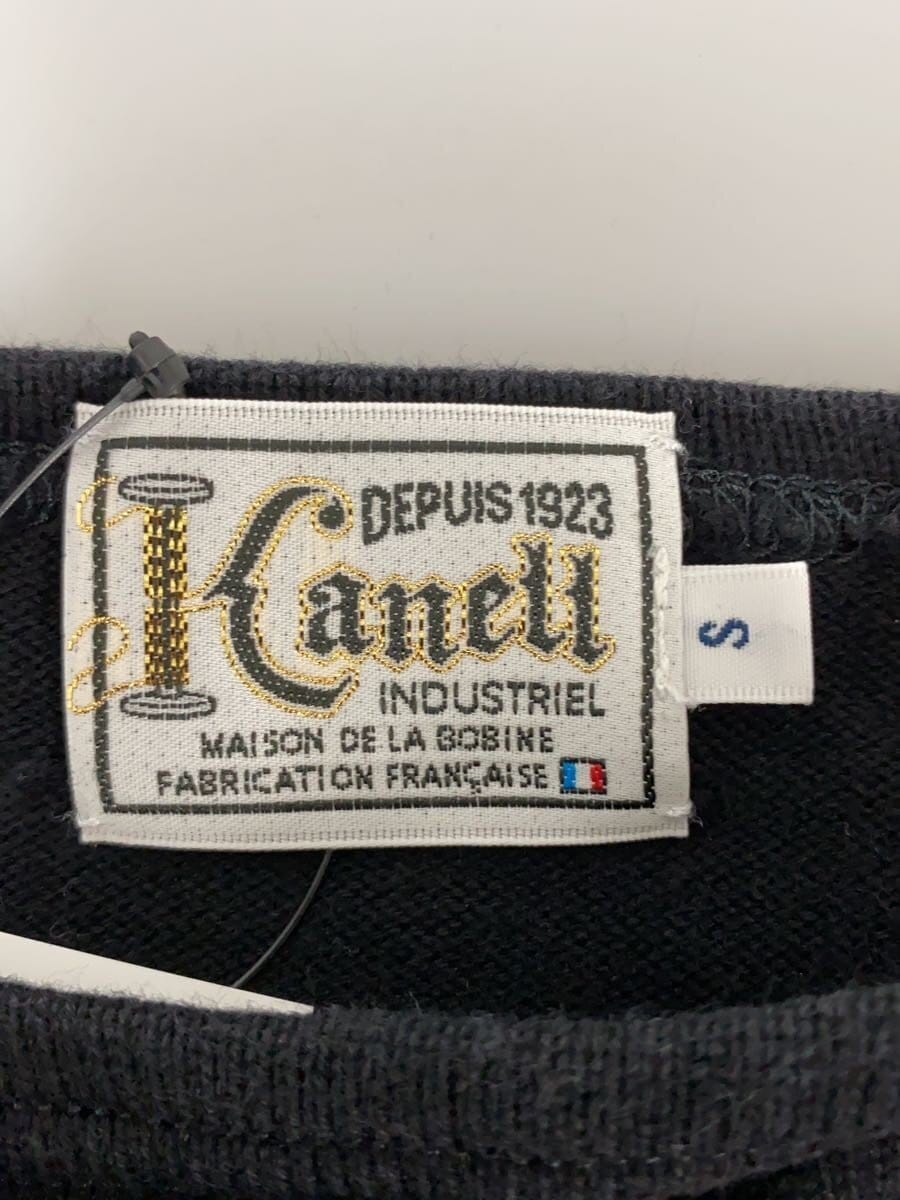 DEPUIS 1923
Kanell
INDUSTRIEL
MAISON DE LA BOBINE
FABRICATION FRANÇAISE
S